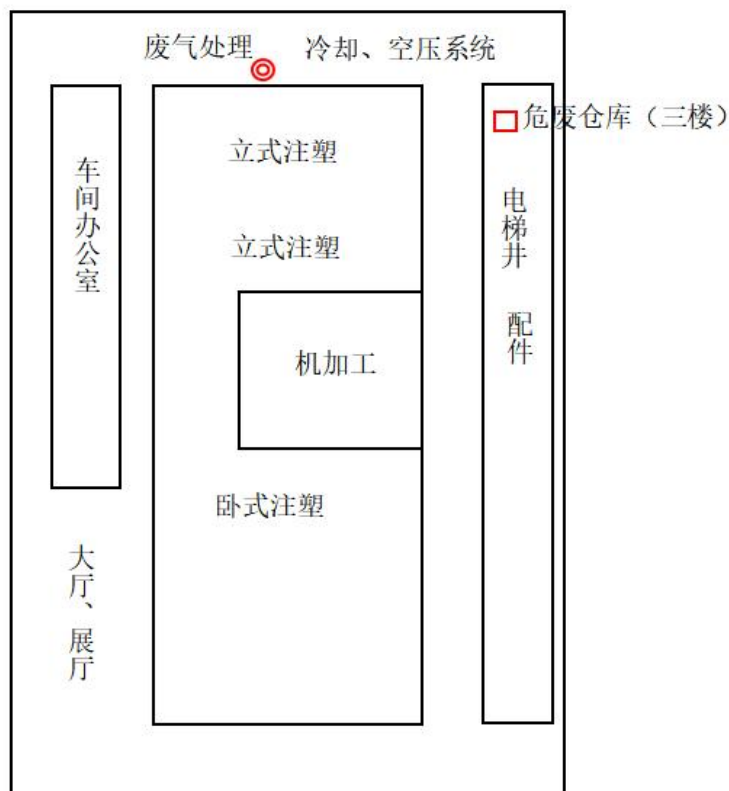 废气处理
冷却、空压系统
危废仓库（三楼）
立式注塑
车间办公室
电梯井
立式注塑
配件
机加工
卧式注塑
大厅、展厅